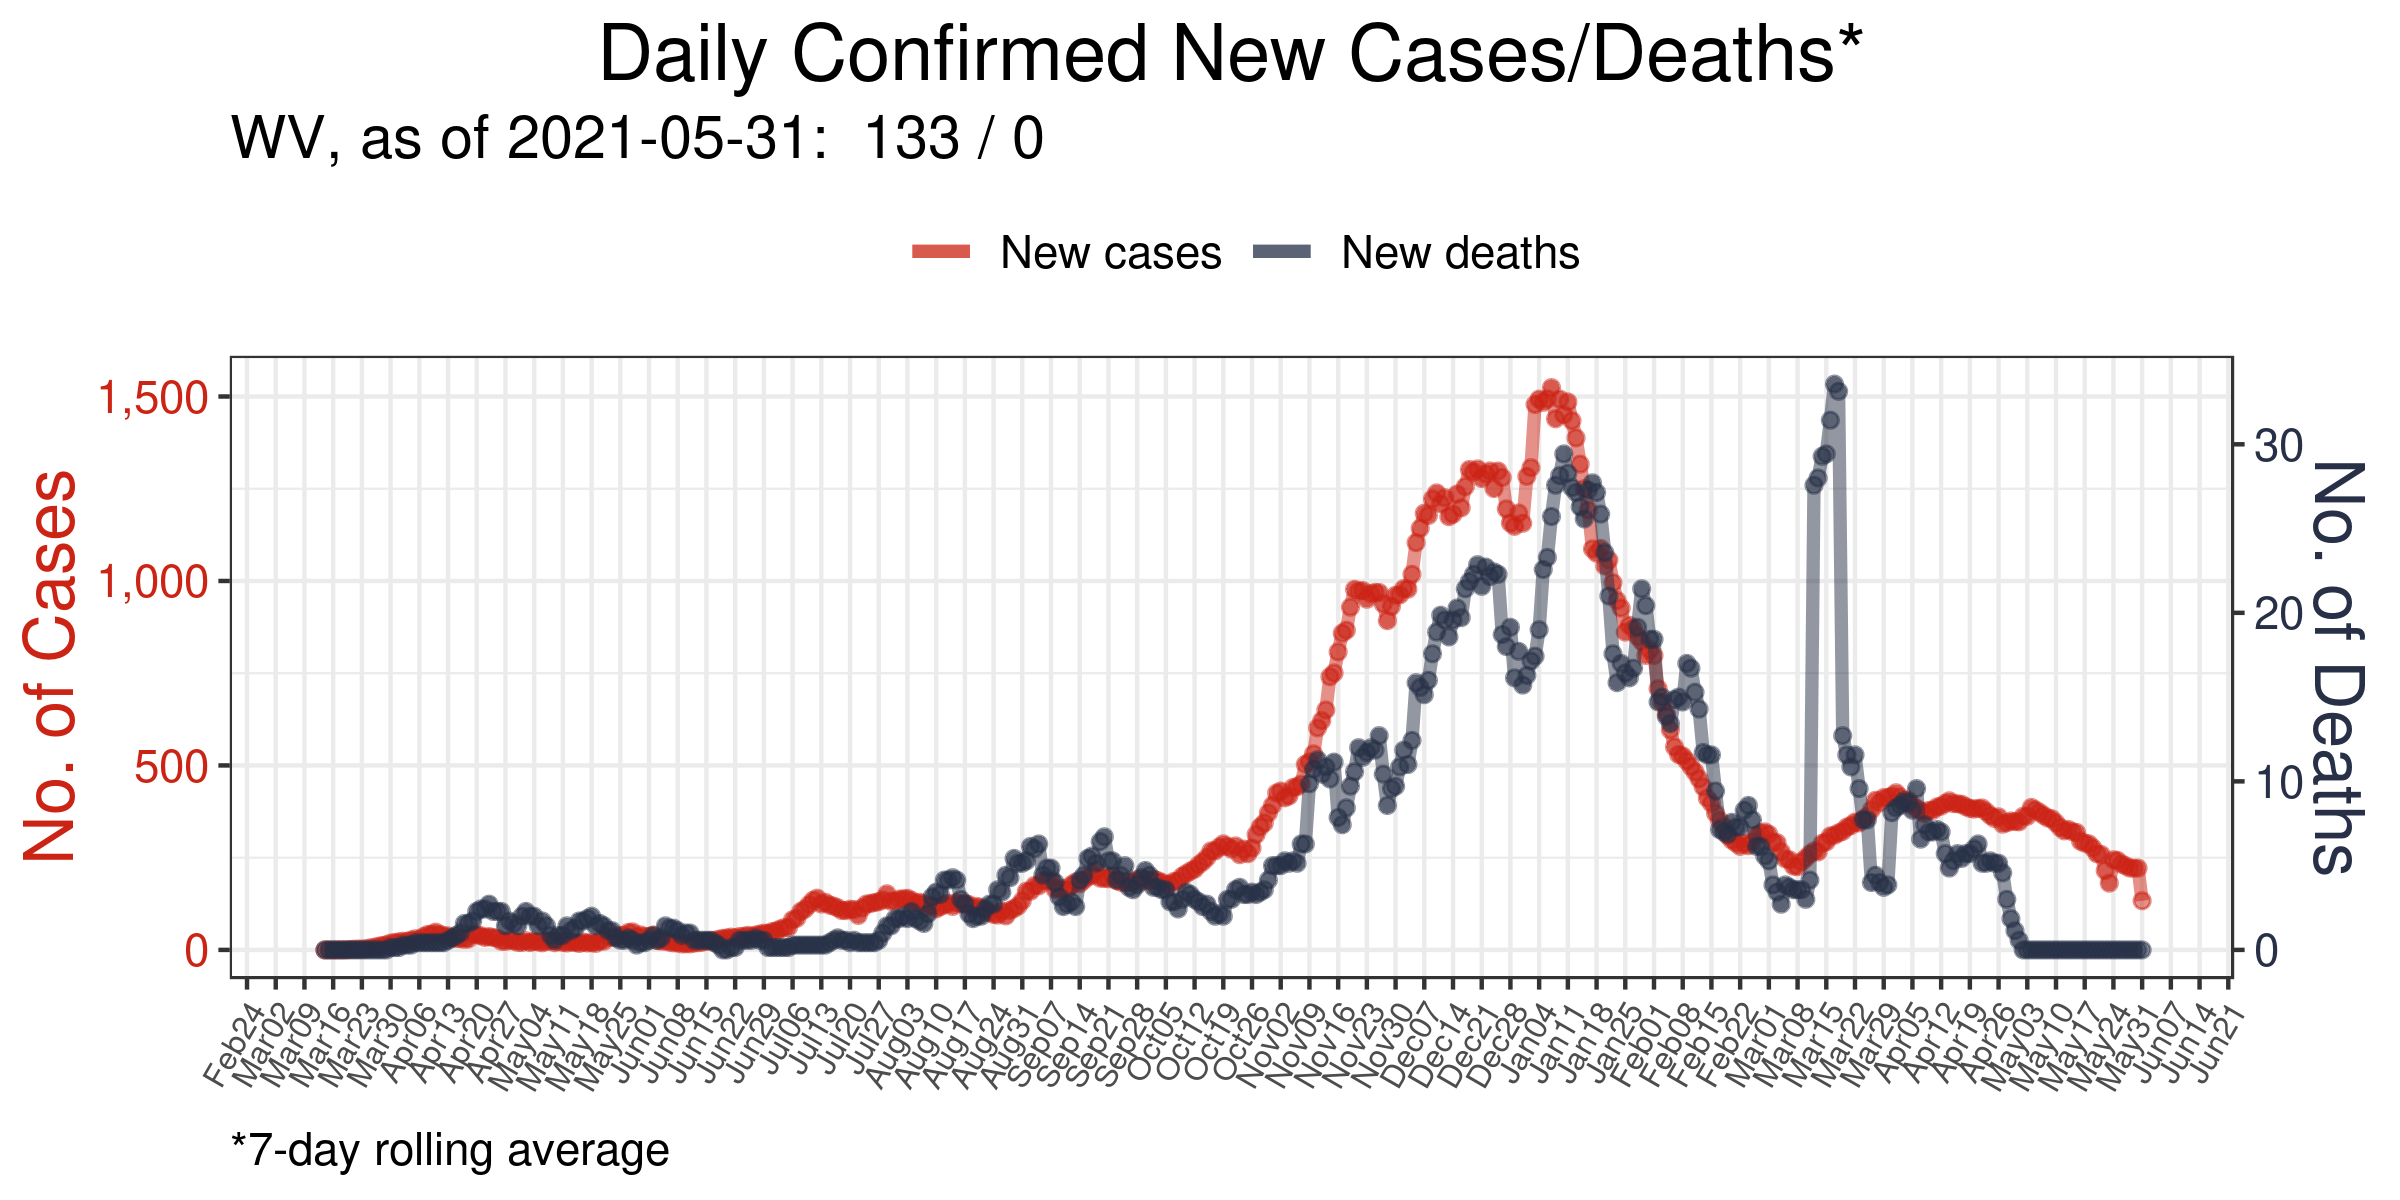 Daily Confirmed New Cases/Deaths*
WV, as of 2021-05-31:  133 / 0
New cases
New deaths
No. of Cases
1,500
1,000
500
0
30
20
10
0
No. of Deaths
Feb24
Mar02
Mar09
Mar16
Mar23
Mar30
Apr06
Apr13
Apr20
Apr27
May04
May11
May18
May25
Jun01
Jun08
Jun15
Jun22
Jun29
Jul06
Jul13
Jul20
Jul27
Aug03
Aug10
Aug17
Aug24
Aug31
Sep07
Sep14
Sep21
Sep28
Oct05
Oct12
Oct19
Oct26
Nov02
Nov09
Nov16
Nov23
Nov30
Dec07
Dec14
Dec21
Dec28
Jan04
Jan11
Jan18
Jan25
Feb01
Feb08
Feb15
Feb22
Mar01
Mar08
Mar15
Mar22
Mar29
Apr05
Apr12
Apr19
Apr26
May03
May10
May17
May24
May31
Jun07
Jun14
Jun21
*7-day rolling average